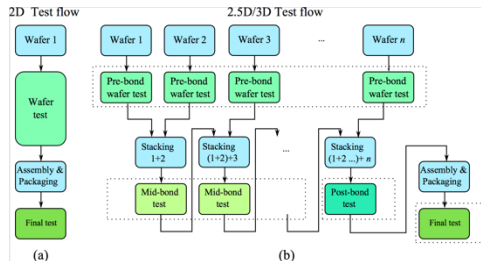 2D Test flow
2.5D/3D Test flow
Wafer 1
Wafer 1
Wafer 2
Wafer 3
...
Wafer n
Wafer
test
Pre-bond
wafer test
Pre-bond
wafer test
Pre-bond
wafer test
Pre-bond
wafer test
Stacking
1+2
Stacking
(1+2)+3
...
Stacking
(1+2 ...)+ n
Assembly &
Packaging
Assembly &
Packaging
Mid-bond
test
Mid-bond
test
Post-bond
test
Final test
Final test
(a)
(b)